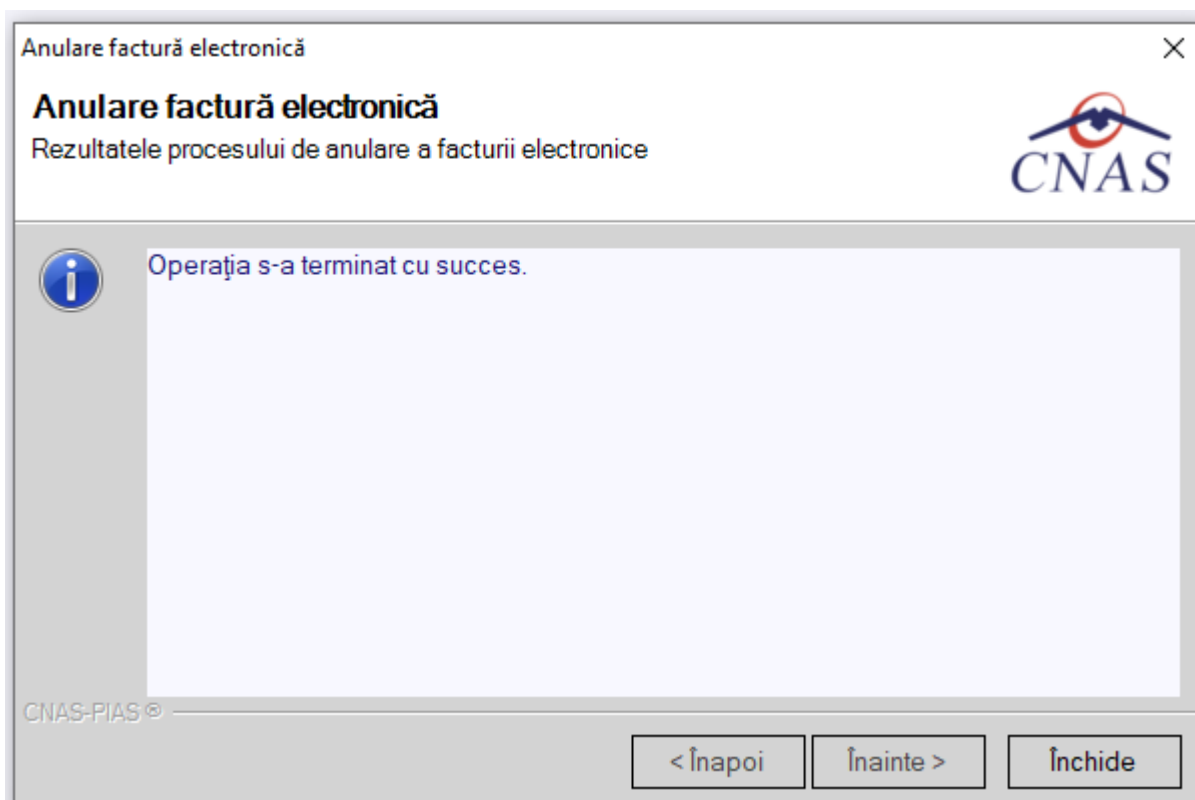 Anulare factură electronică
Anulare factură electronică
Rezultatele procesului de anulare a facturii electronice
CNAS
Operaţia s-a terminat cu succes.
CNAS-PIAS ®
< Înapoi
Înainte >
Închide